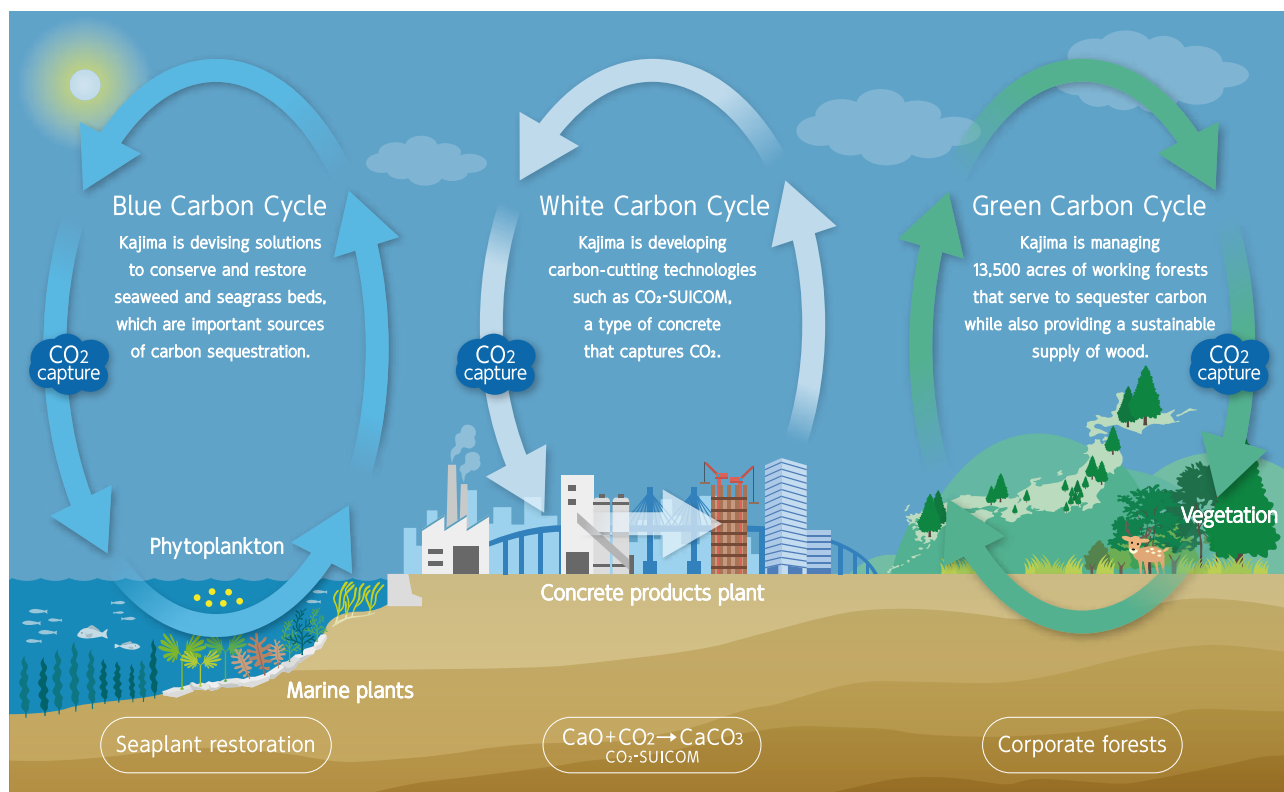 Blue Carbon Cycle
Kajima is devising solutions
to conserve and restore
seaweed and seagrass beds,
which are important sources
of carbon sequestration.
CO₂
capture
Phytoplankton
Marine plants
Seaplant restoration
White Carbon Cycle
Kajima is developing
carbon-cutting technologies
such as CO₂-SUICOM,
a type of concrete
that captures CO₂.
CO₂
capture
Concrete products plant
CaO+CO₂→CaCO₃
CO₂-SUICOM
Green Carbon Cycle
Kajima is managing
13,500 acres of working forests
that serve to sequester carbon
while also providing a sustainable
supply of wood.
CO₂
capture
Vegetation
Corporate forests